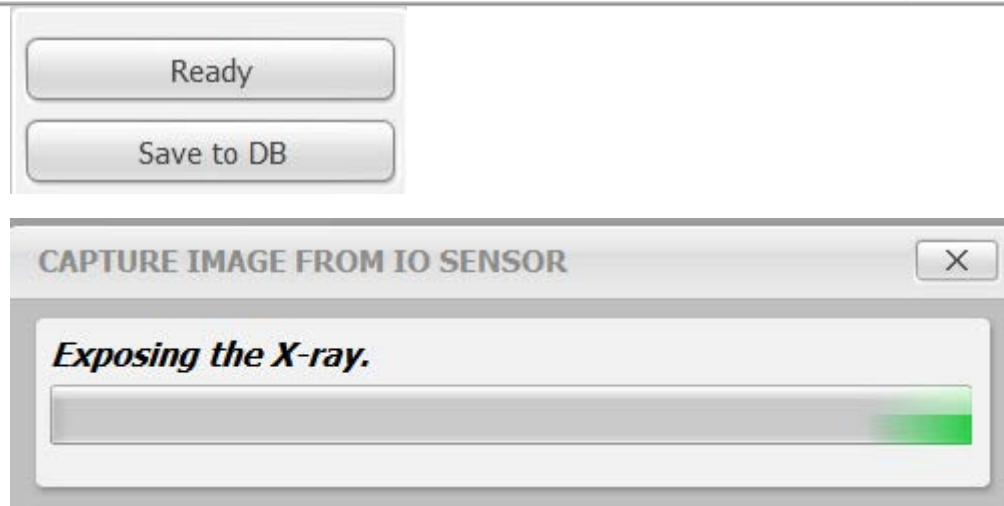 Ready
Save to DB
CAPTURE IMAGE FROM IO SENSOR
Exposing the X-ray.